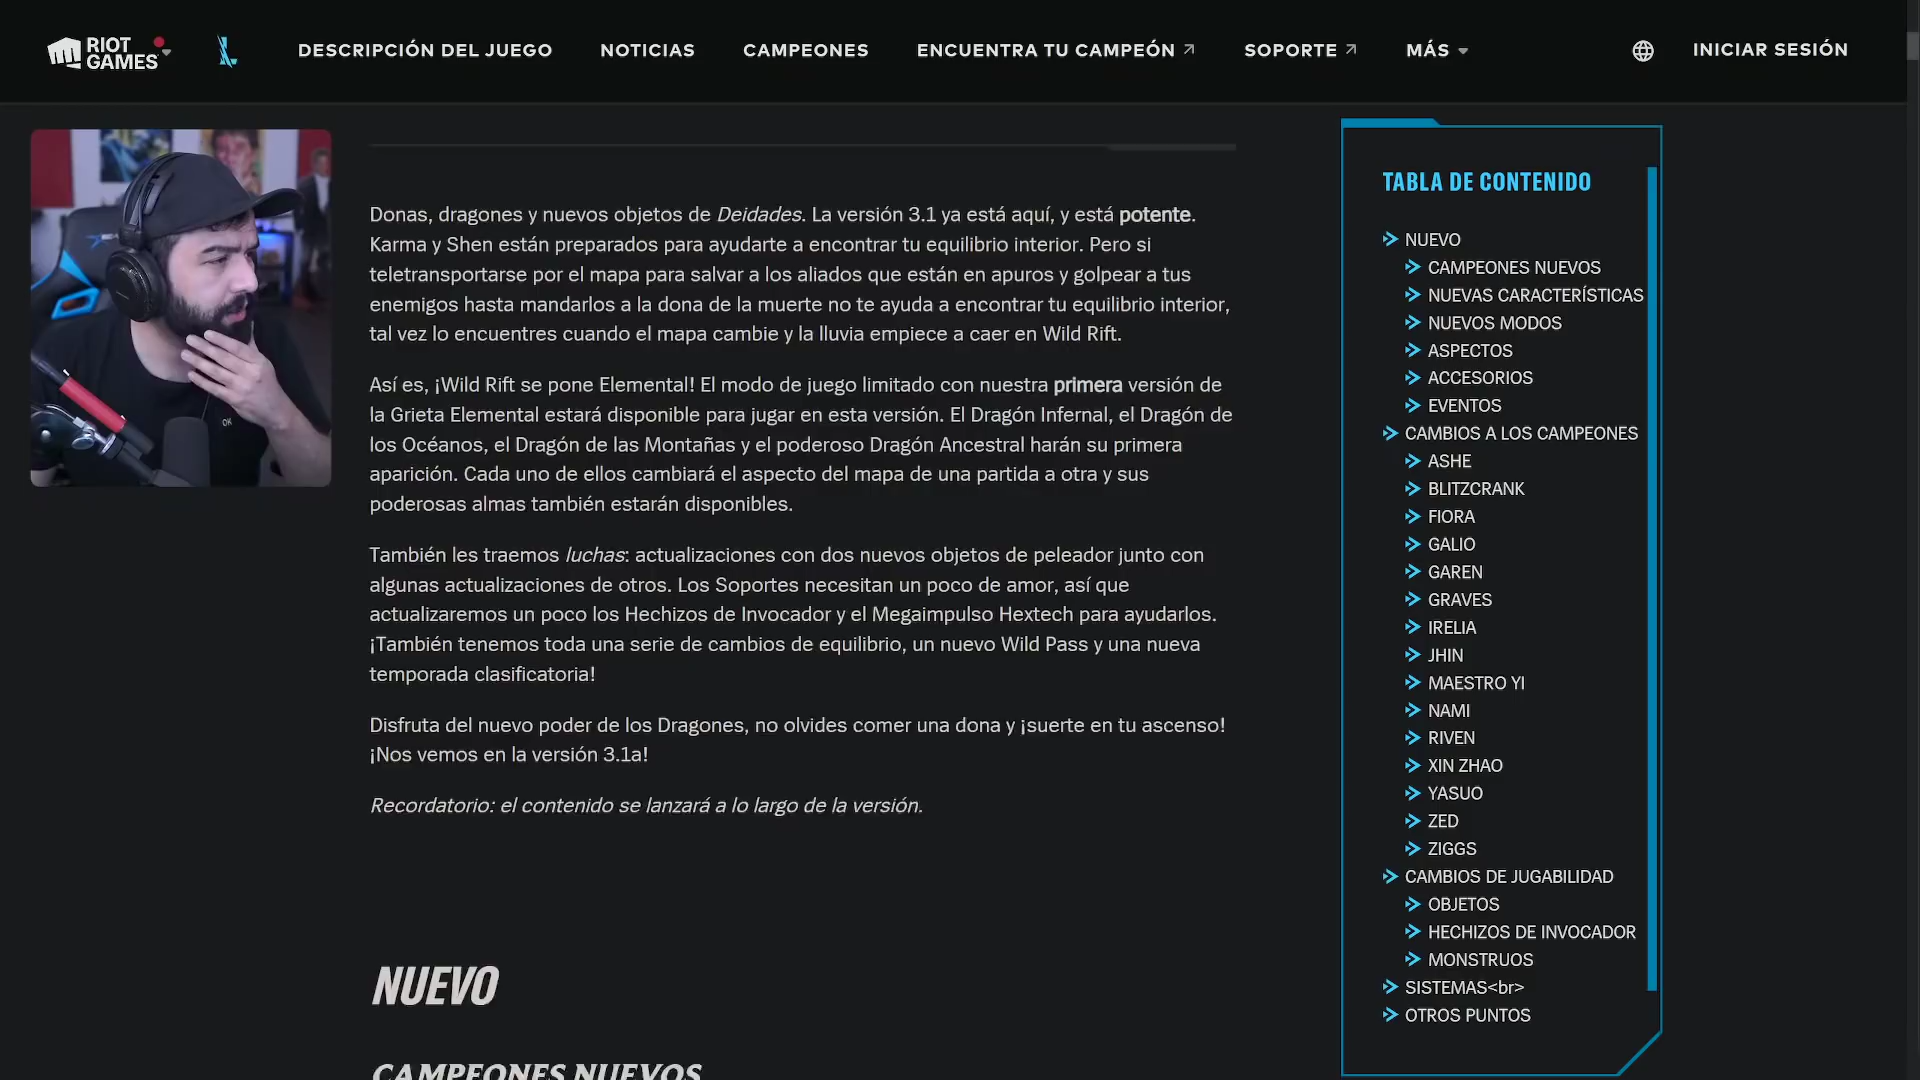 RIOT GAMES
DESCRIPCIÓN DEL JUEGO
NOTICIAS
CAMPEONES
ENCUENTRA TU CAMPEÓN
SOPORTE
MÁS
INICIAR SESIÓN
Donas, dragones y nuevos objetos de Deidades. La versión 3.1 ya está aquí, y está potente.
Karma y Shen están preparados para ayudarte a encontrar tu equilibrio interior. Pero si
teletransportarse por el mapa para salvar a los aliados que están en apuros y golpear a tus
enemigos hasta mandarlos a la dona de la muerte no te ayuda a encontrar tu equilibrio interior,
tal vez lo encuentres cuando el mapa cambie y la lluvia empiece a caer en Wild Rift.
Así es, ¡Wild Rift se pone Elemental! El modo de juego limitado con nuestra primera versión de
la Grieta Elemental estará disponible para jugar en esta versión. El Dragón Infernal, el Dragón de
los Océanos, el Dragón de las Montañas y el poderoso Dragón Ancestral harán su primera
aparición. Cada uno de ellos cambiará el aspecto del mapa de una partida a otra y sus
poderosas almas también estarán disponibles.
También les traemos luchas: actualizaciones con dos nuevos objetos de peleador junto con
algunas actualizaciones de otros. Los Soportes necesitan un poco de amor, así que
actualizaremos un poco los Hechizos de Invocador y el Megaimpulso Hextech para ayudarlos.
¡También tenemos toda una serie de cambios de equilibrio, un nuevo Wild Pass y una nueva
temporada clasificatoria!
Disfruta del nuevo poder de los Dragones, no olvides comer una dona y ¡suerte en tu ascenso!
¡Nos vemos en la versión 3.1a!
Recordatorio: el contenido se lanzará a lo largo de la versión.
NUEVO
CAMPEONES NUEVOS
TABLA DE CONTENIDO
NUEVO
CAMPEONES NUEVOS
NUEVAS CARACTERÍSTICAS
NUEVOS MODOS
ASPECTOS
ACCESORIOS
EVENTOS
CAMBIOS A LOS CAMPEONES
ASHE
BLITZCRANK
FIORA
GALIO
GAREN
GRAVES
IRELIA
JHIN
MAESTRO YI
NAMI
RIVEN
XIN ZHAO
YASUO
ZED
ZIGGS
CAMBIOS DE JUGABILIDAD
OBJETOS
HECHIZOS DE INVOCADOR
MONSTRUOS
SISTEMAS<br>
OTROS PUNTOS
OK